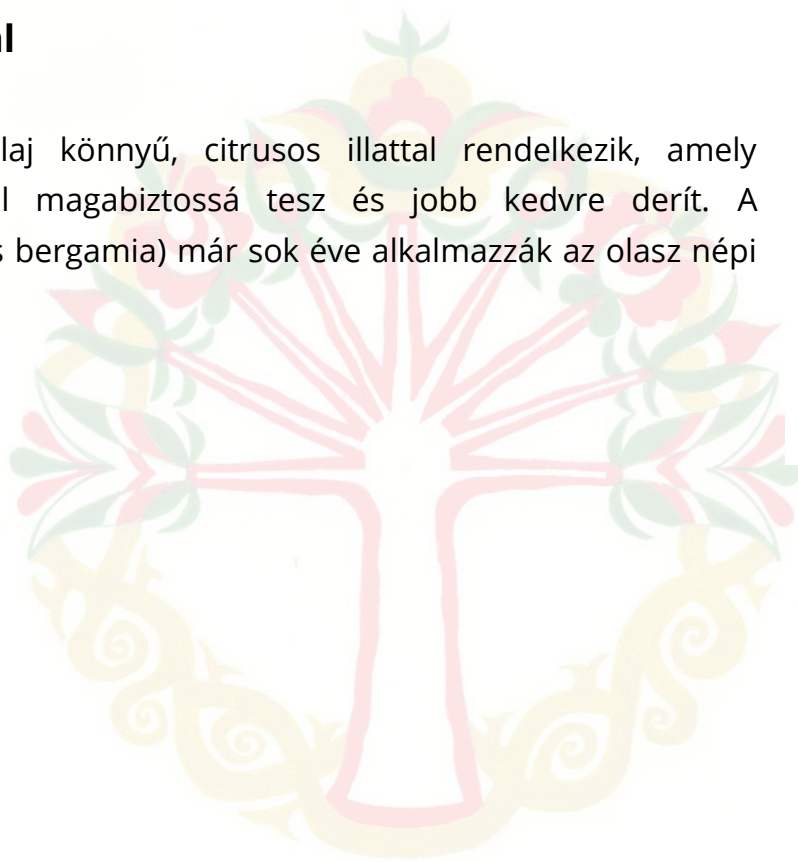 l
laj könnyű, citrusos illattal rendelkezik, amely
l magabiztossá tesz és jobb kedvre derít. A
s bergamia) már sok éve alkalmazzák az olasz népi